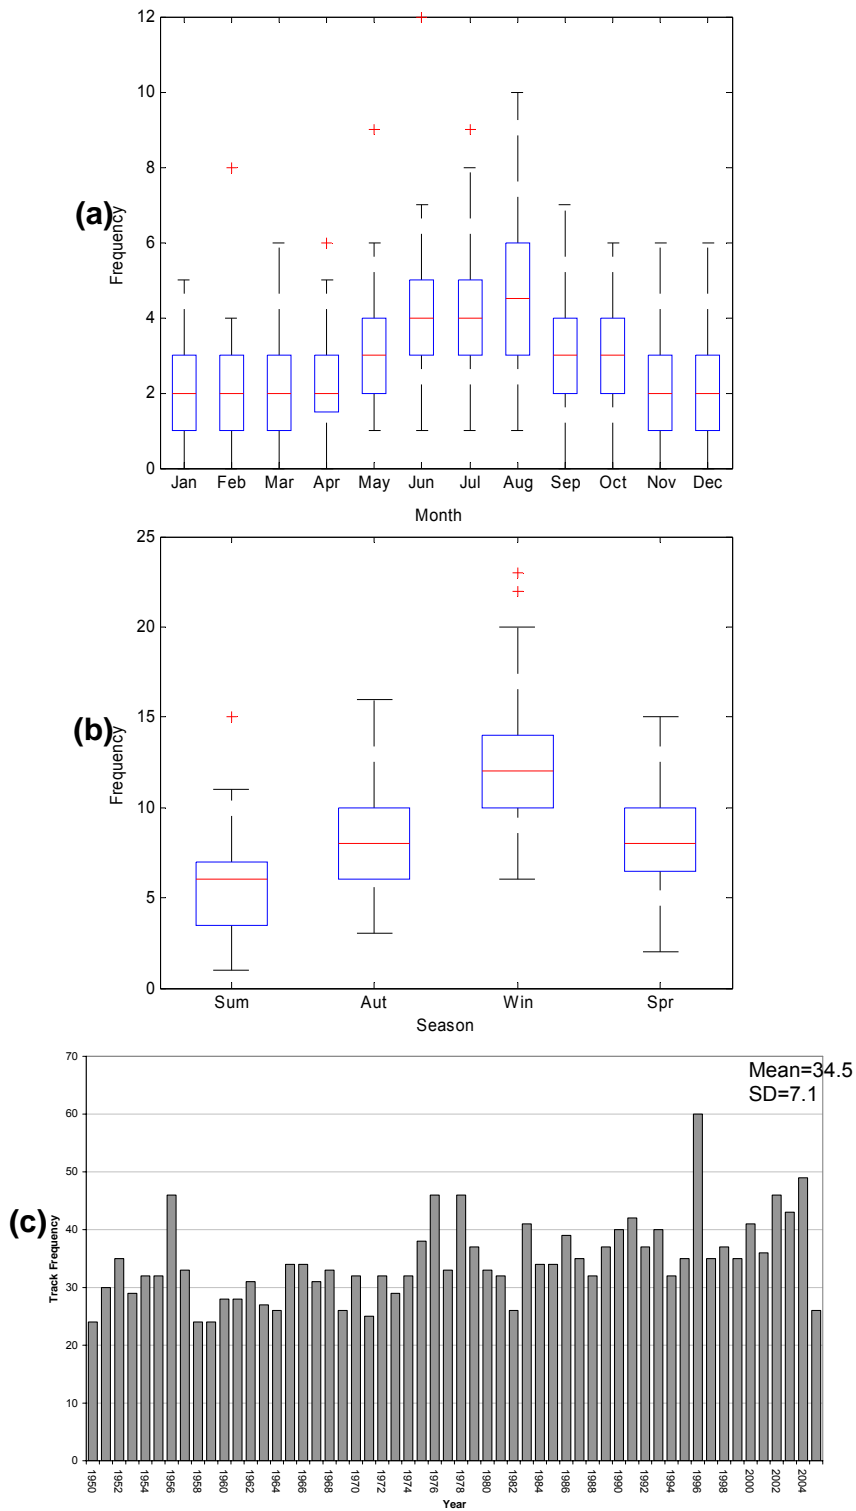 12
10
8
6
4
2
0
(a)
Frequency
Jan Feb Mar Apr May Jun Jul Aug Sep Oct Nov Dec
Month
25
20
15
10
5
0
(b)
Frequency
Sum Aut Win Spr
Season
70
60
50
40
30
20
10
0
Mean=34.5
SD=7.1
(c)
Track Frequency
1950 1952 1954 1956 1958 1960 1962 1964 1966 1968 1970 1972 1974 1976 1978 1980 1982 1984 1986 1988 1990 1992 1994 1996 1998 2000 2002 2004
Year